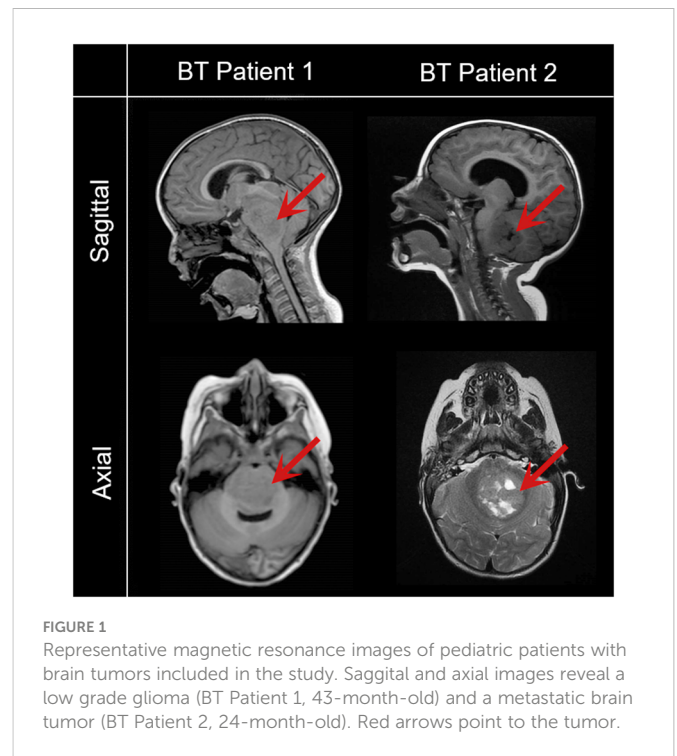 BT Patient 1
BT Patient 2
Sagittal
Axial
FIGURE 1
Representative magnetic resonance images of pediatric patients with
brain tumors included in the study. Saggital and axial images reveal a
low grade glioma (BT Patient 1, 43-month-old) and a metastatic brain
tumor (BT Patient 2, 24-month-old). Red arrows point to the tumor.